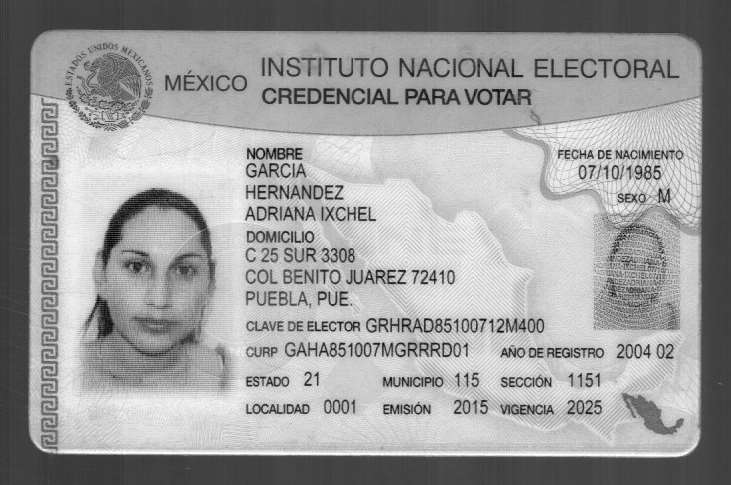 ESTADOS UNIDOS MEXICANOS
MÉXICO INSTITUTO NACIONAL ELECTORAL
CREDENCIAL PARA VOTAR
NOMBRE
GARCIA
HERNANDEZ
ADRIANA IXCHEL
FECHA DE NACIMIENTO
07/10/1985
SEXO M
DOMICILIO
C 25 SUR 3308
COL BENITO JUAREZ 72410
PUEBLA, PUE.
CLAVE DE ELECTOR GRHRAD85100712M400
CURP GAHA851007MGRRRD01 AÑO DE REGISTRO 2004 02
ESTADO 21 MUNICIPIO 115 SECCIÓN 1151
LOCALIDAD 0001 EMISIÓN 2015 VIGENCIA 2025